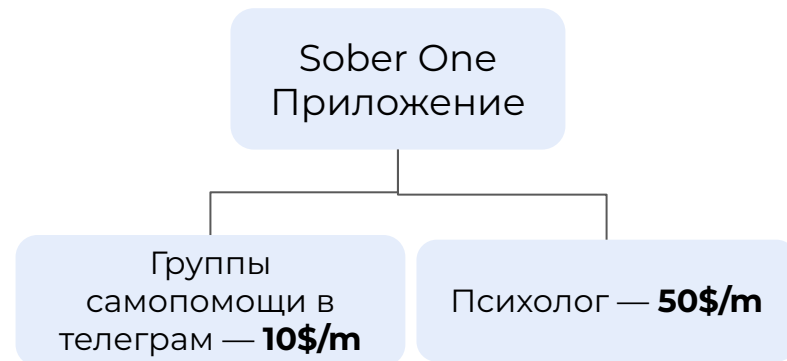 Sober One
Приложение
Группы
самопомощи в
телеграм — 10$/m
Психолог — 50$/m